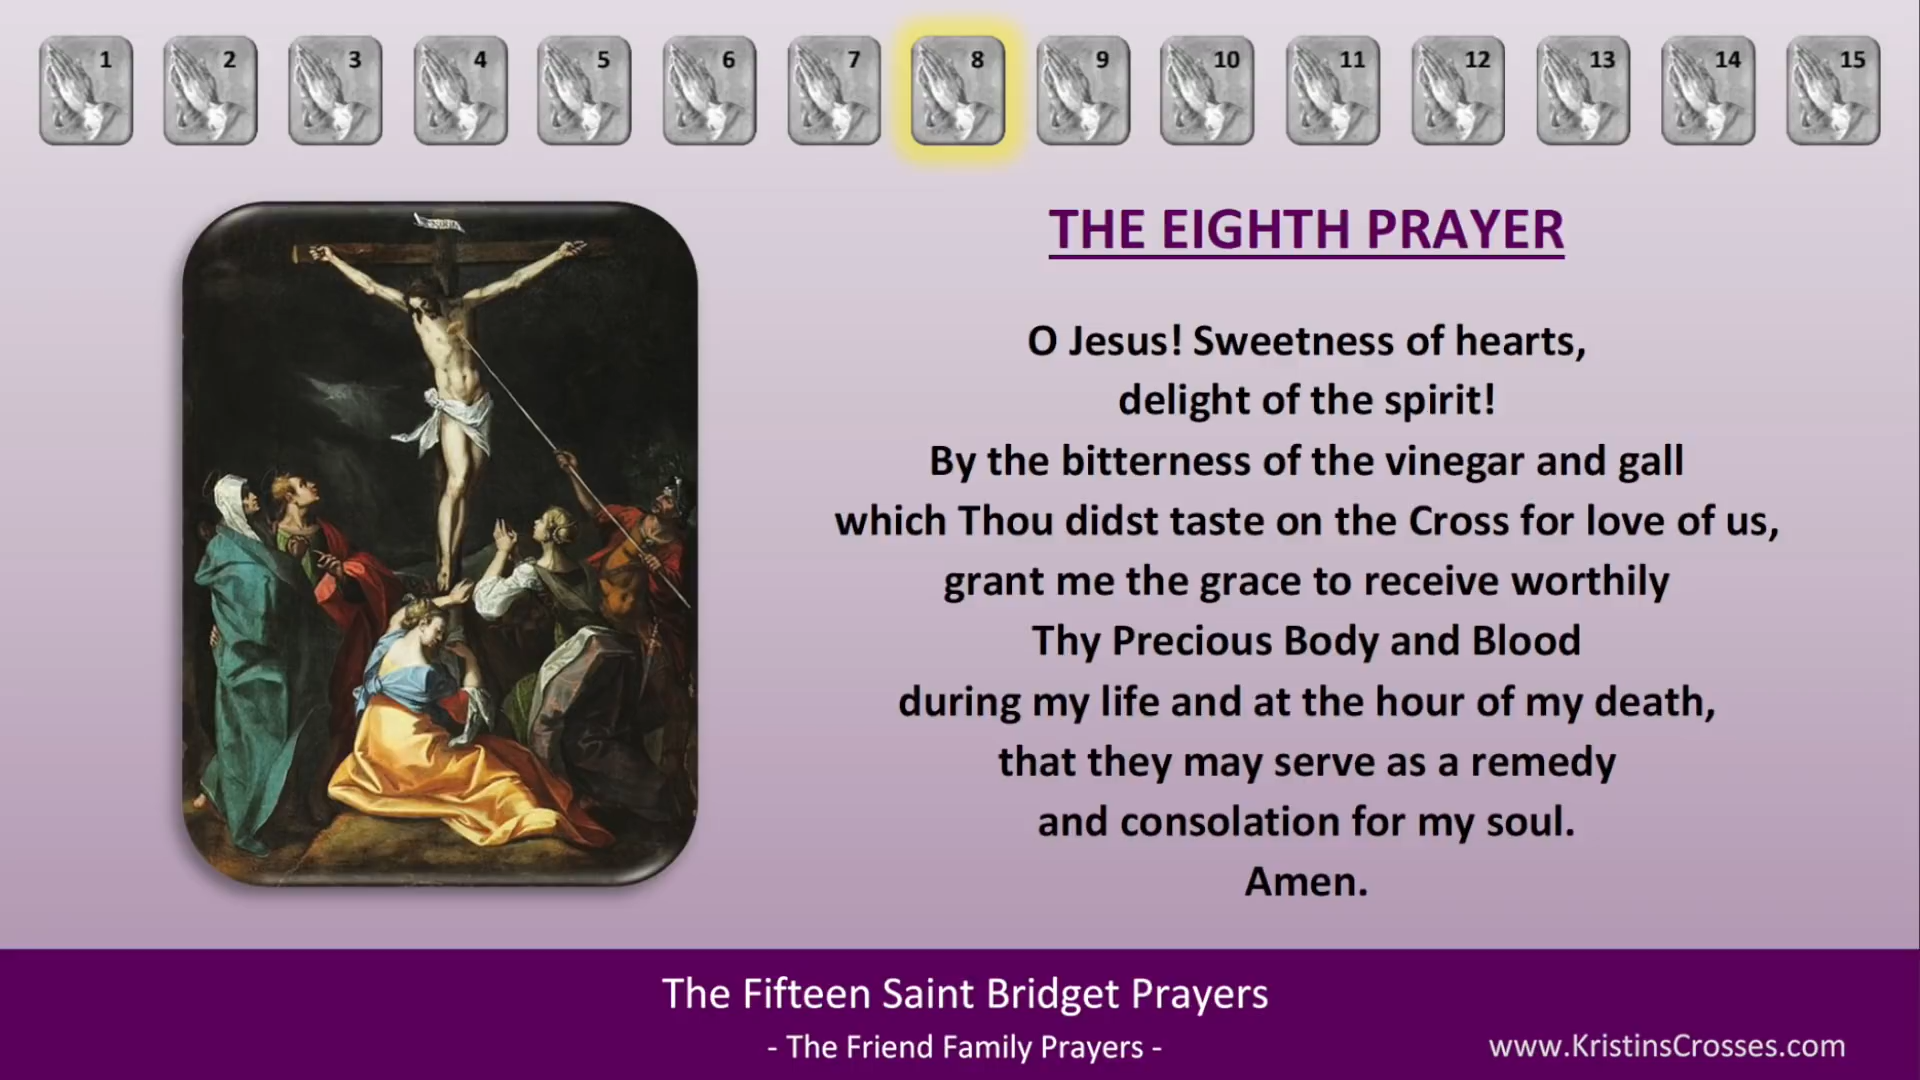 1 2 3 4 5 6 7 8 9 10 11 12 13 14 15
THE EIGHTH PRAYER
O Jesus! Sweetness of hearts,
delight of the spirit!
By the bitterness of the vinegar and gall
which Thou didst taste on the Cross for love of us,
grant me the grace to receive worthily
Thy Precious Body and Blood
during my life and at the hour of my death,
that they may serve as a remedy
and consolation for my soul.
Amen.
The Fifteen Saint Bridget Prayers
- The Friend Family Prayers -
www.KristinsCrosses.com